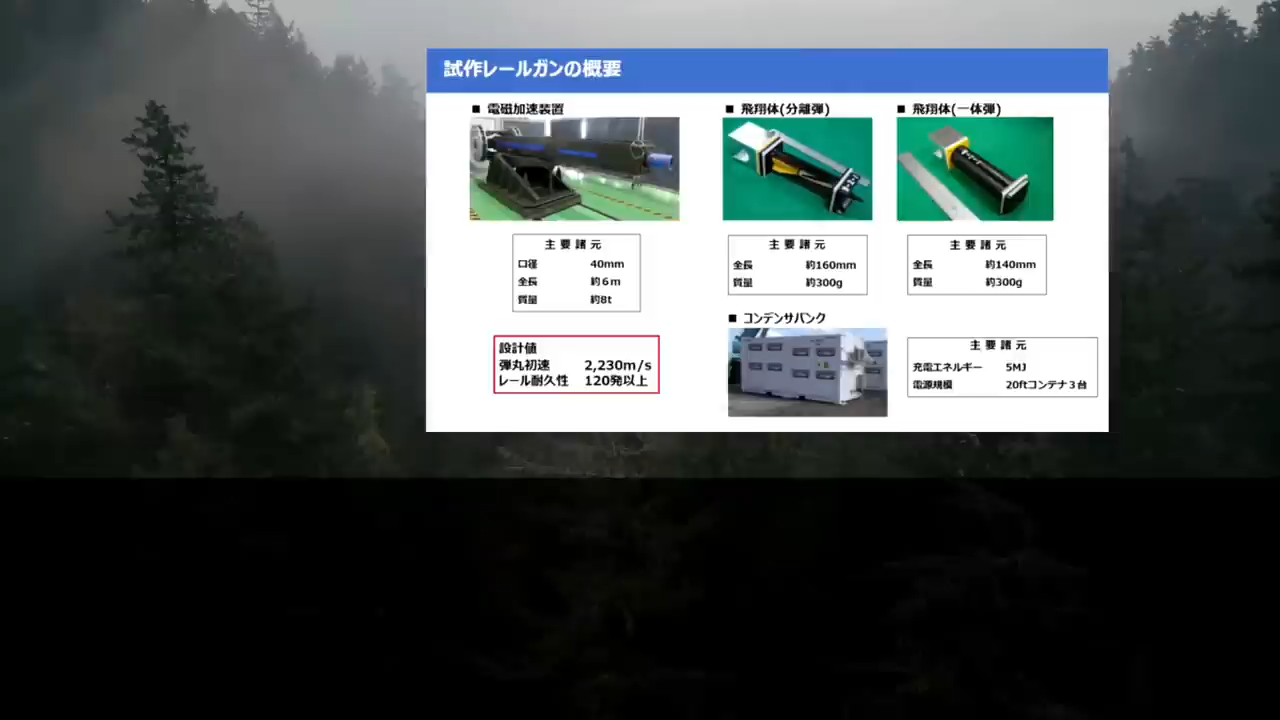 試作レールガンの概要
■ 電磁加速装置
■ 飛翔体(分離弾)
■ 飛翔体(一体弾)
主要諸元
口径 40mm
全長 約6m
質量 約8t
主要諸元
全長 約160mm
質量 約300g
主要諸元
全長 約140mm
質量 約300g
設計値
弾丸初速 2,230m/s
レール耐久性 120発以上
■ コンデンサバンク
主要諸元
充電エネルギー 5MJ
電源規模 20ftコンテナ3台